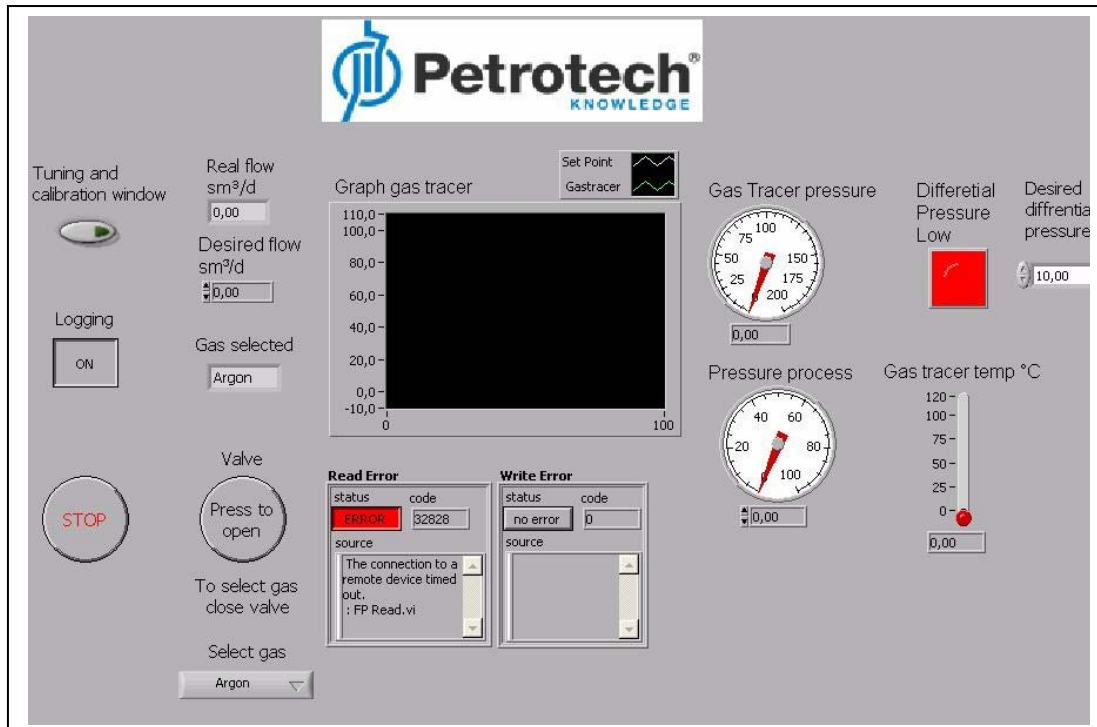 Petrotech®
KNOWLEDGE
Tuning and
calibration window
Logging
ON
STOP
Real flow
sm³/d
0,00
Desired flow
sm³/d
0,00
Gas selected
Argon
Valve
Press to
open
To select gas
close valve
Select gas
Argon
Graph gas tracer
Set Point
Gastracer
110,0
100,0
80,0
60,0
40,0
20,0
0,0
-10,0
0
100
Read Error
status
code
ERROR
32828
source
The connection to a
remote device timed
out.
: FP Read.vi
Write Error
status
code
no error
0
source
Gas Tracer pressure
0
25
50
75
100
150
175
200
0,00
Pressure process
0
20
40
60
80
100
0,00
Differetial
Pressure
Low
Desired
diffrentia
pressure
10,00
Gas tracer temp °C
120
100
75
50
25
0
0,00